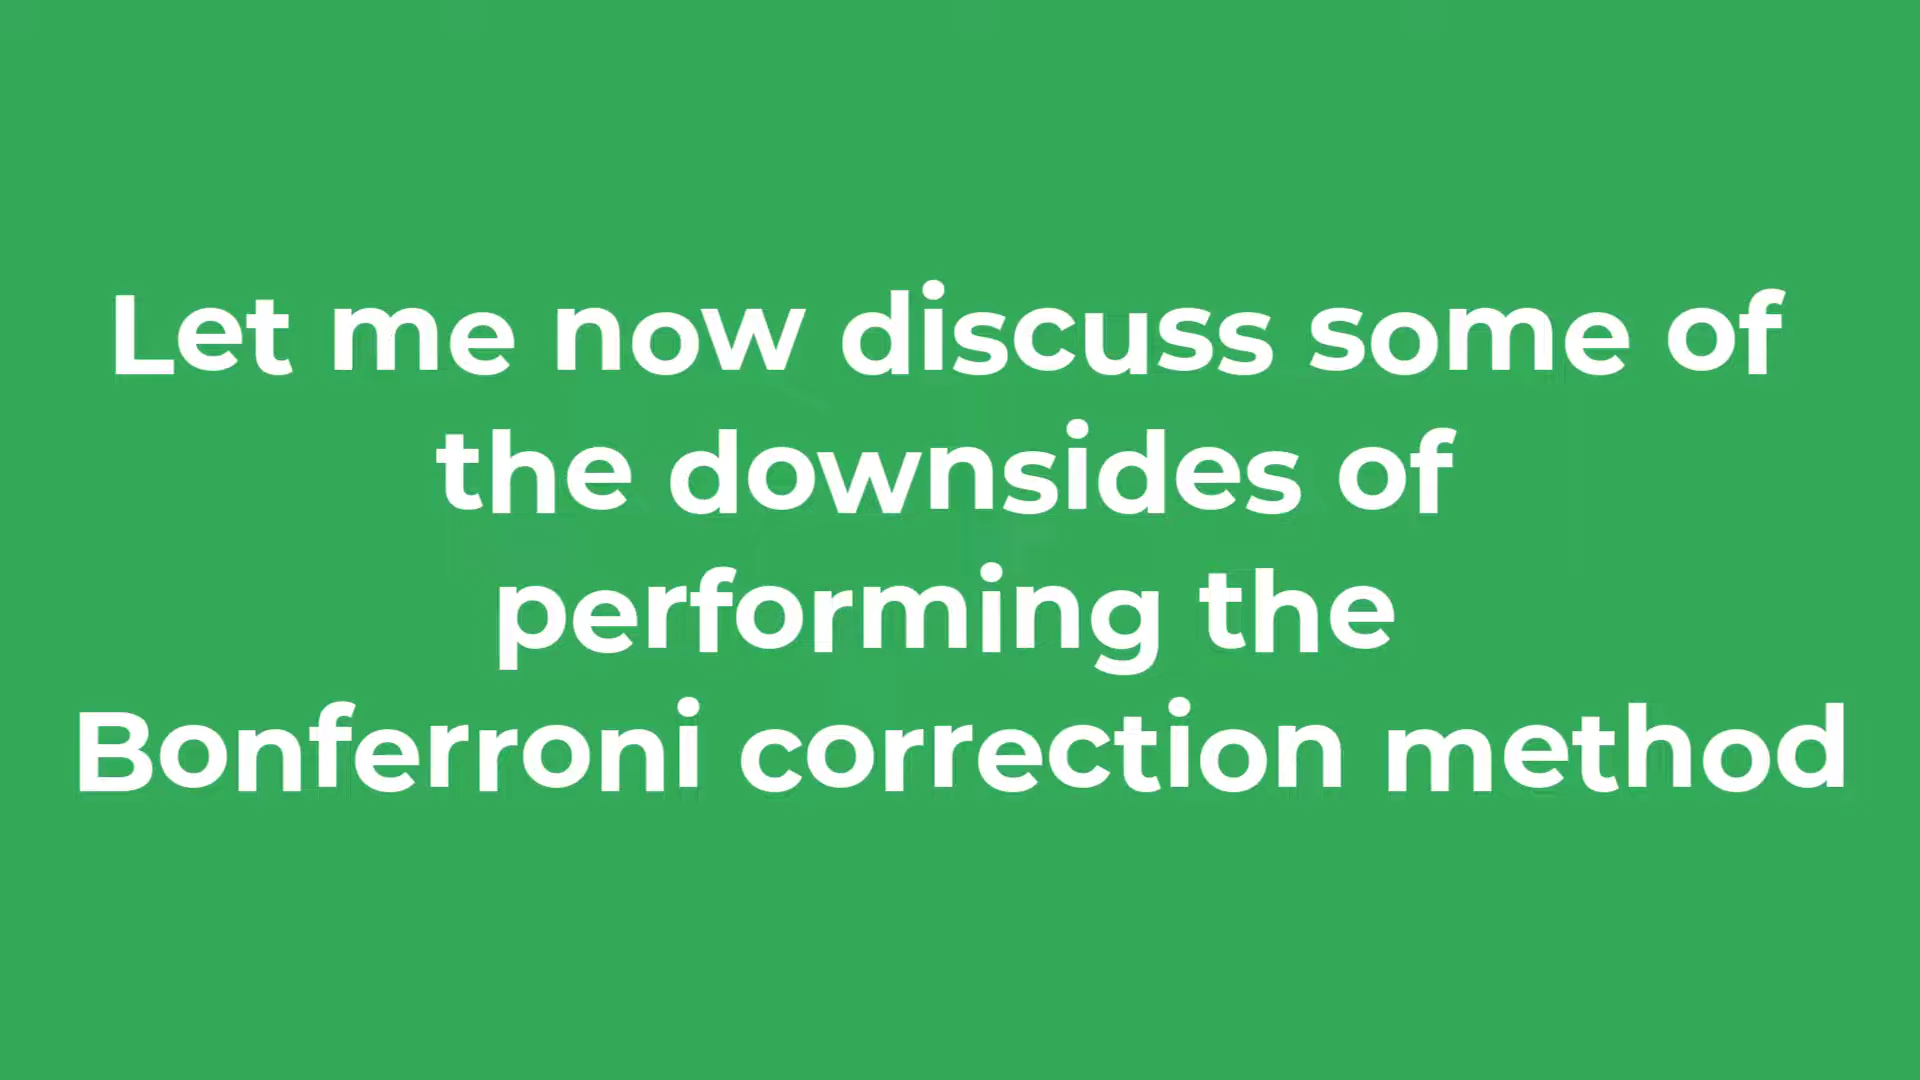 Let me now discuss some of
the downsides of
performing the
Bonferroni correction method